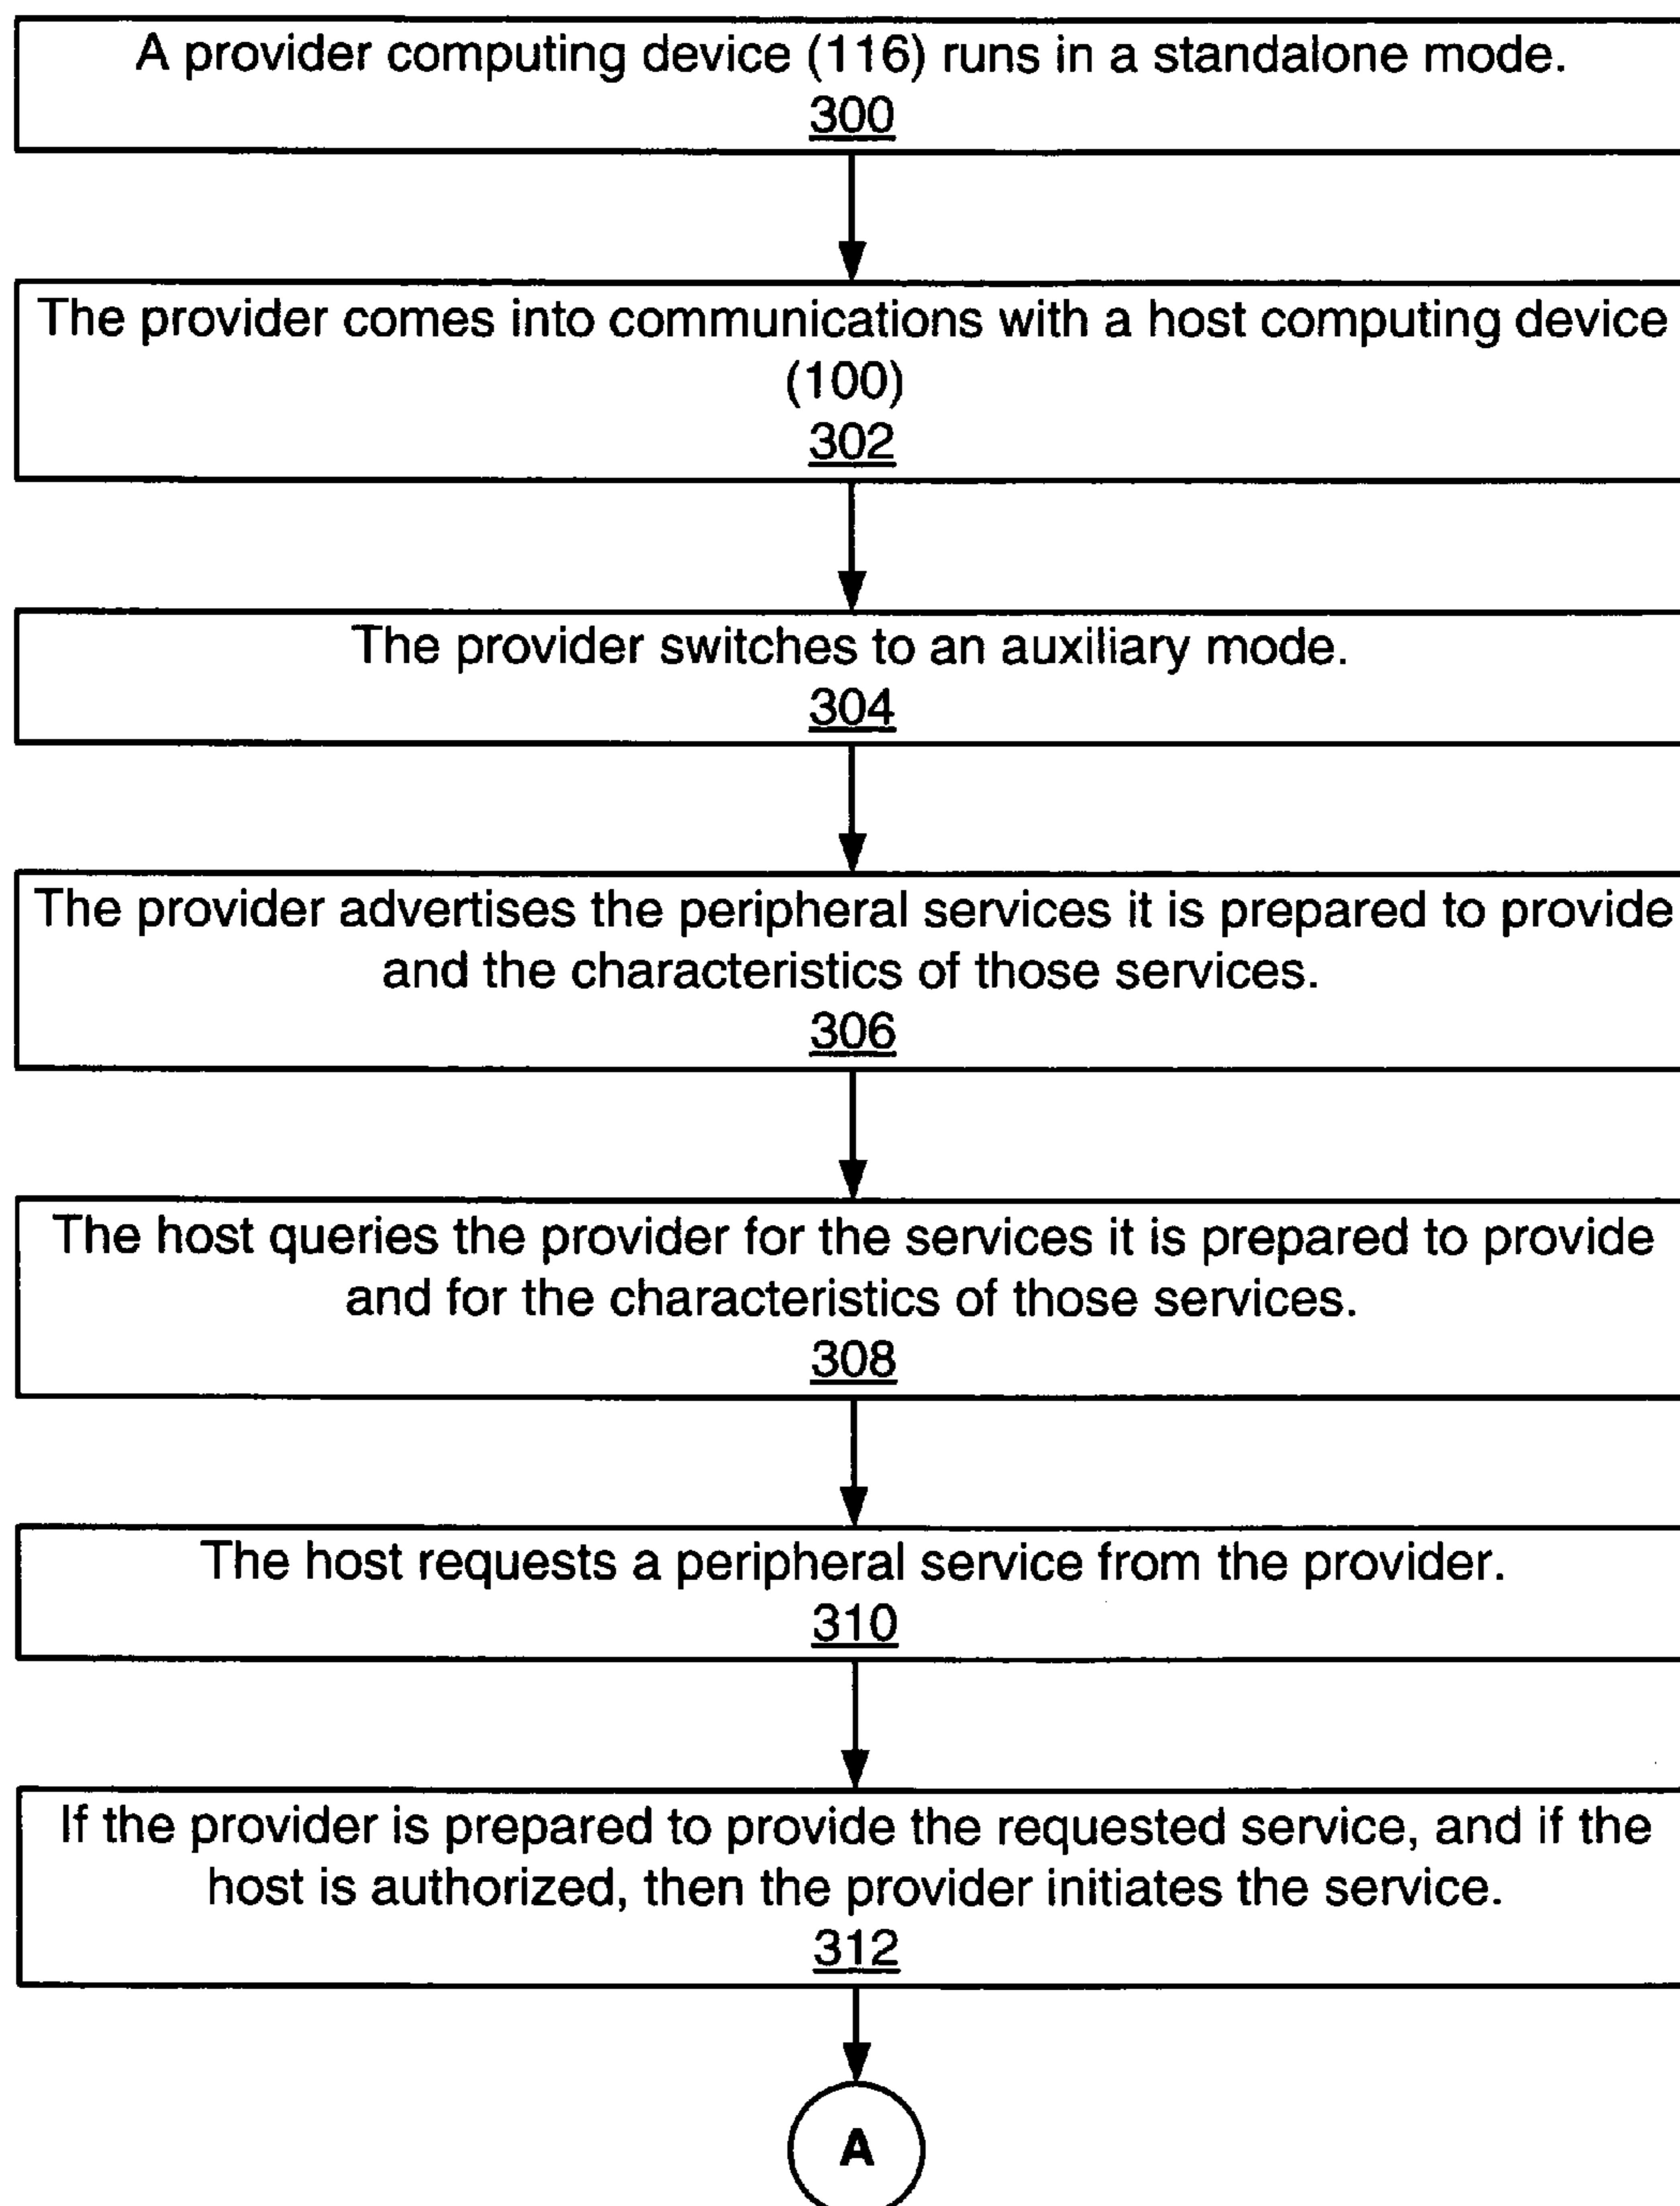 A provider computing device (116) runs in a standalone mode.
300
The provider comes into communications with a host computing device
(100)
302
The provider switches to an auxiliary mode.
304
The provider advertises the peripheral services it is prepared to provide
and the characteristics of those services.
306
The host queries the provider for the services it is prepared to provide
and for the characteristics of those services.
308
The host requests a peripheral service from the provider.
310
If the provider is prepared to provide the requested service, and if the
host is authorized, then the provider initiates the service.
312
A